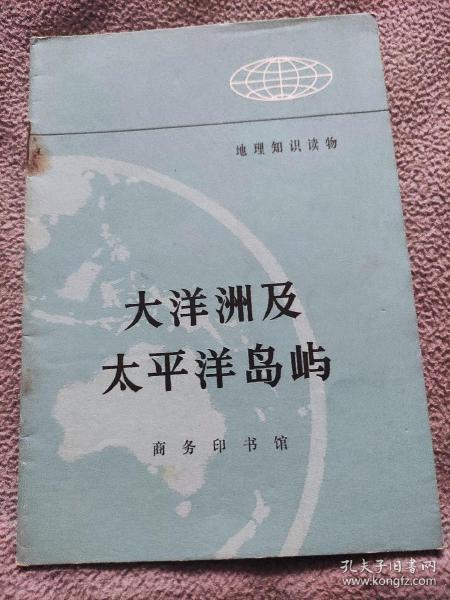 地理知识读物
大洋洲及
太平洋岛屿
商务印书馆
孔夫子旧书网
www.kongfz.com